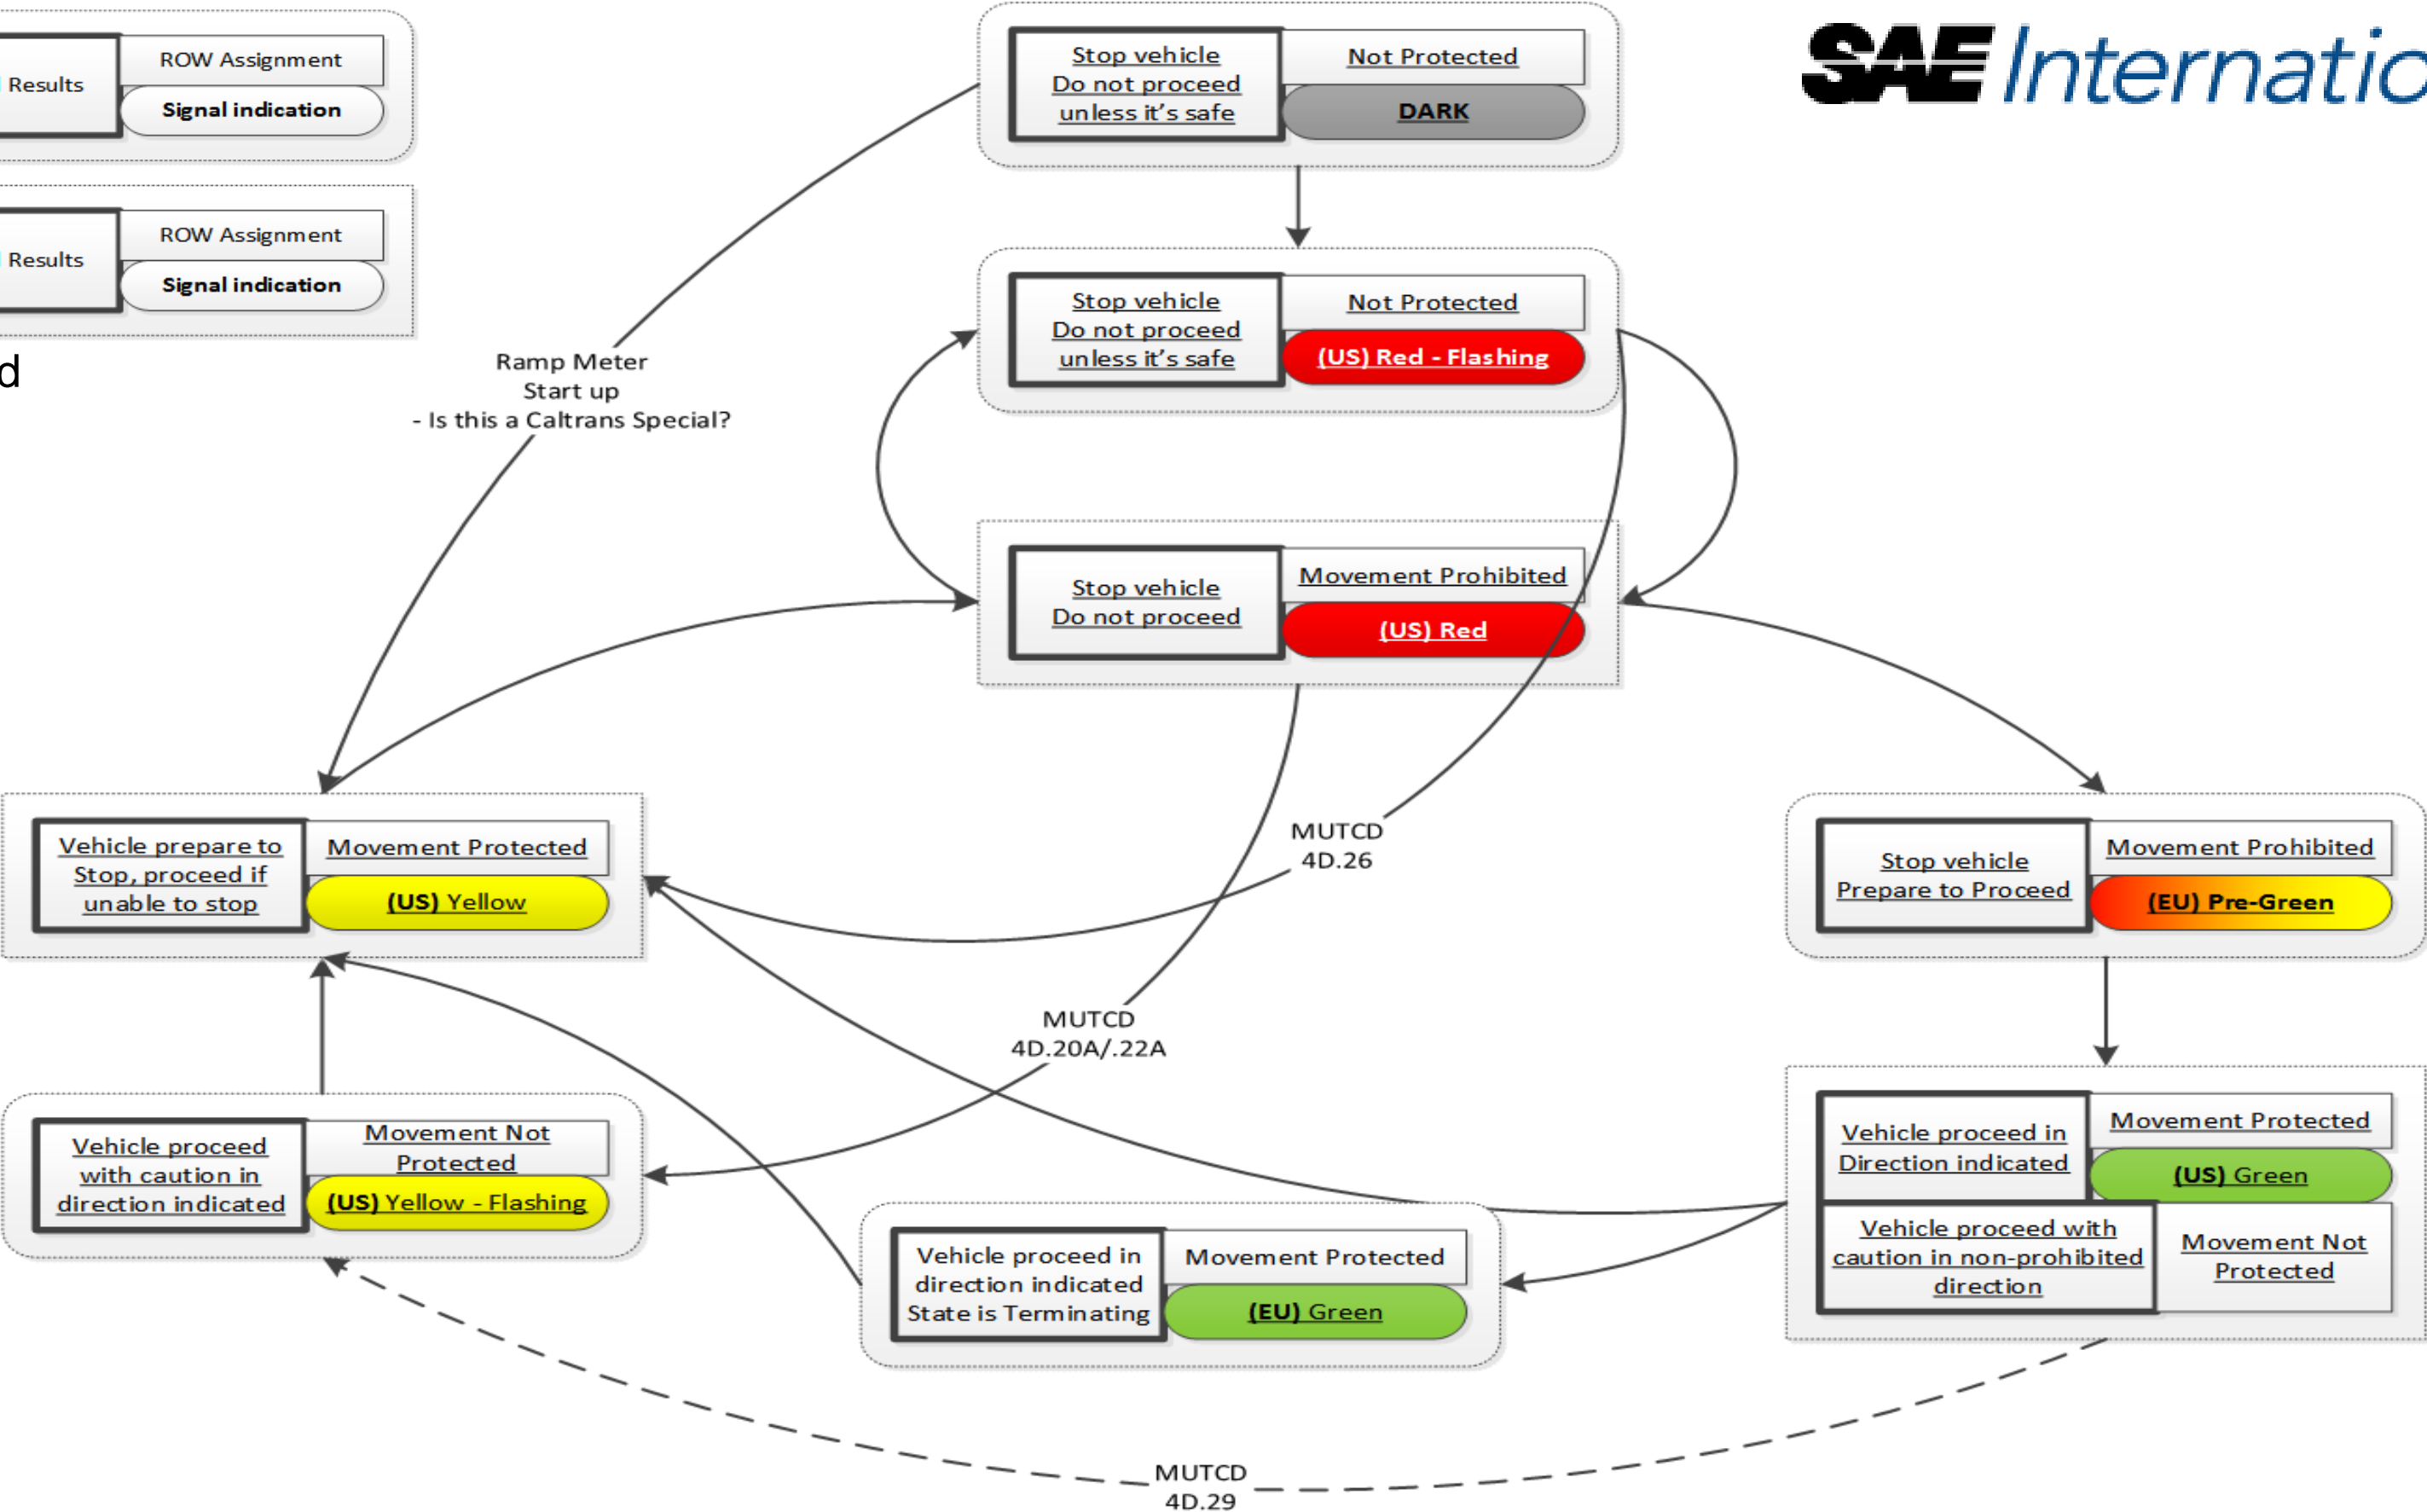 Results
ROW Assignment
Signal indication
Results
ROW Assignment
Signal indication
d
SAE Internatio
Stop vehicle
Do not proceed
unless it's safe
Not Protected
DARK
Stop vehicle
Do not proceed
unless it's safe
Not Protected
(US) Red - Flashing
Ramp Meter
Start up
- Is this a Caltrans Special?
Stop vehicle
Do not proceed
Movement Prohibited
(US) Red
Vehicle prepare to
Stop, proceed if
unable to stop
Movement Protected
(US) Yellow
MUTCD
4D.26
Stop vehicle
Prepare to Proceed
Movement Prohibited
(EU) Pre-Green
MUTCD
4D.20A/.22A
Vehicle proceed
with caution in
direction indicated
Movement Not
Protected
(US) Yellow - Flashing
Vehicle proceed in
direction indicated
State is Terminating
Movement Protected
(EU) Green
Vehicle proceed in
Direction indicated
Movement Protected
(US) Green
Vehicle proceed with
caution in non-prohibited
direction
Movement Not
Protected
MUTCD
4D.29